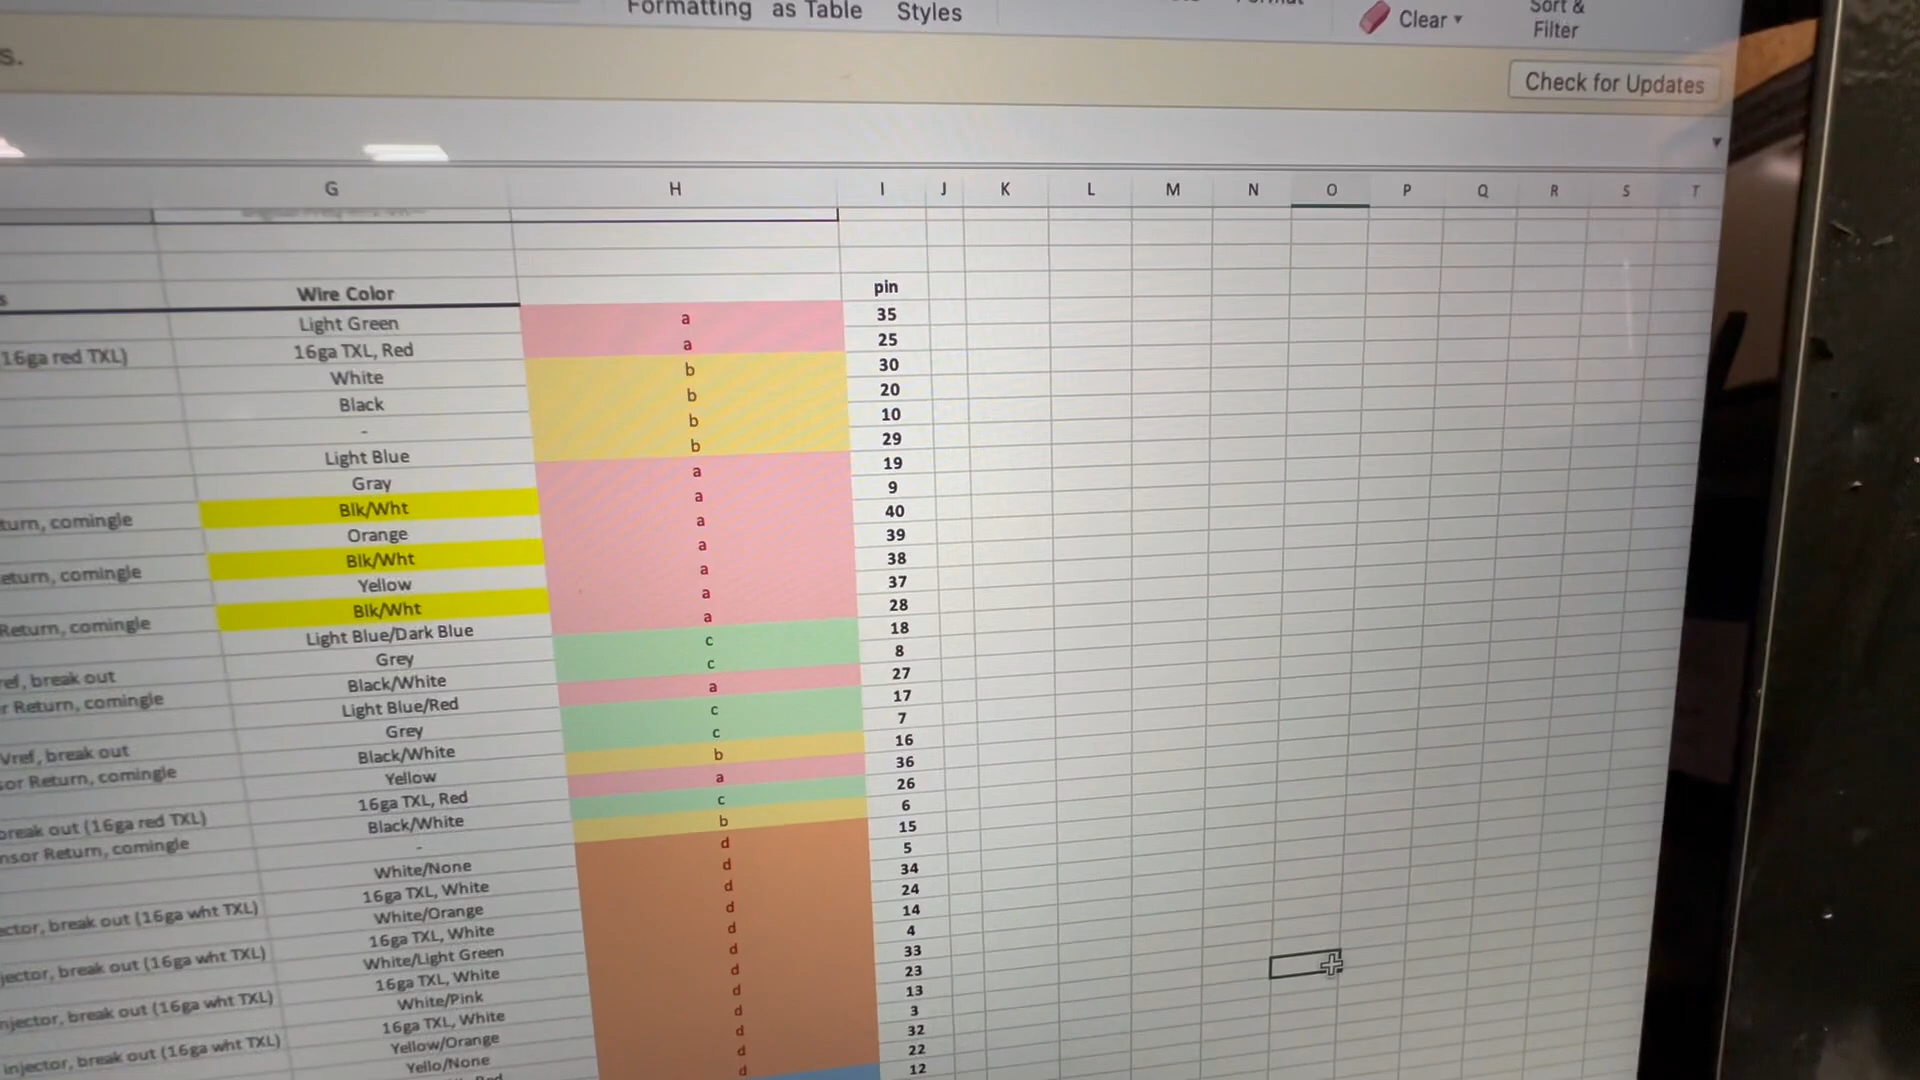 Formatting as Table Styles Clear Sort & Filter
s.
Check for Updates
G H I J K L M N O P Q R S T
s Wire Color pin
Light Green a 35
16ga red TXL) 16ga TXL, Red a 25
White b 30
Black b 20
- b 10
Light Blue b 29
Gray a 19
turn, comingle Blk/Wht a 9
Orange a 40
eturn, comingle Blk/Wht a 39
Yellow a 38
Return, comingle Blk/Wht a 37
Light Blue/Dark Blue a 28
ref, break out Grey c 18
r Return, comingle Black/White c 8
Light Blue/Red a 27
Vref, break out Grey c 17
sor Return, comingle Black/White c 7
Yellow b 16
break out (16ga red TXL) 16ga TXL, Red a 36
nsor Return, comingle Black/White c 26
- b 6
White/None d 15
ector, break out (16ga wht TXL) 16ga TXL, White d 5
White/Orange d 34
jector, break out (16ga wht TXL) 16ga TXL, White d 24
White/Light Green d 14
njector, break out (16ga wht TXL) 16ga TXL, White d 4
White/Pink d 33
injector, break out (16ga wht TXL) 16ga TXL, White d 23
Yellow/Orange d 13
Yello/None d 3
d 32
d 22
12